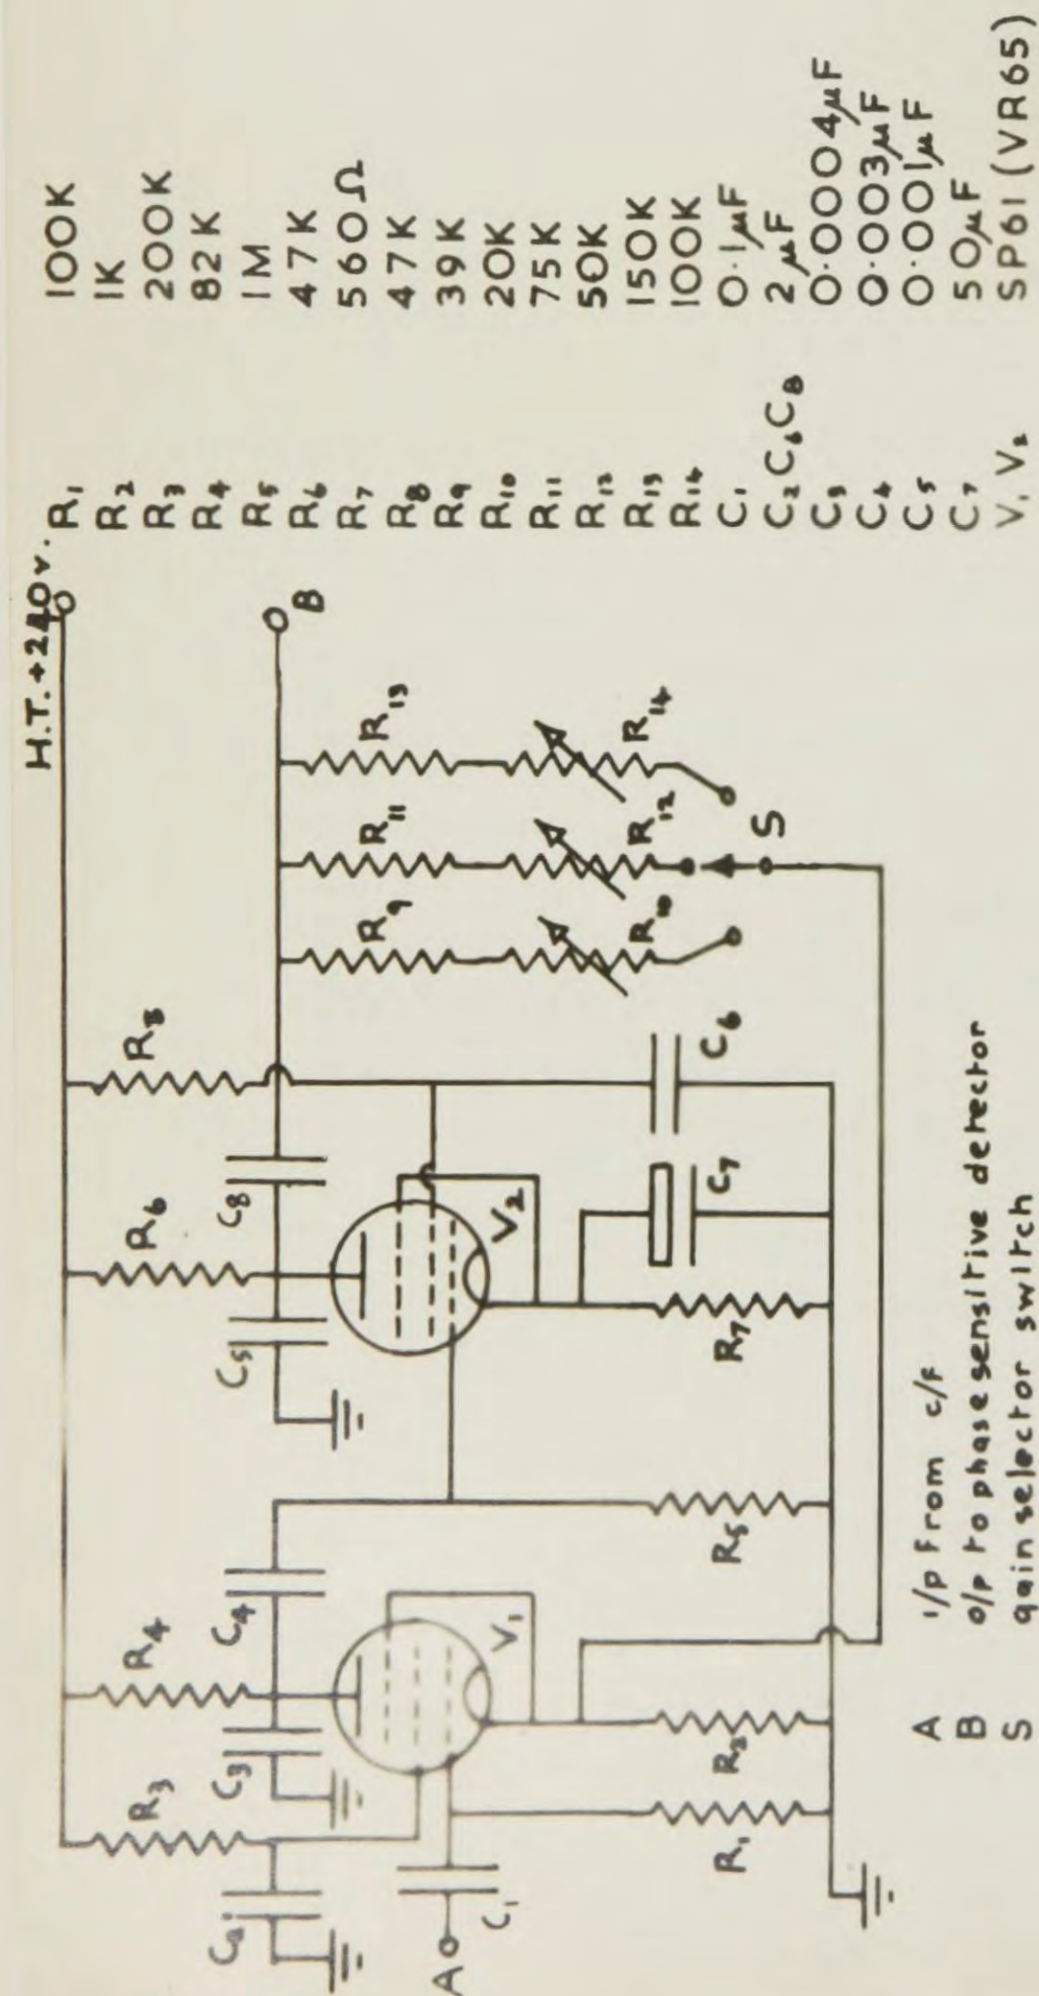 H.T. +240v.
R3
R4
R6
R8
C2
C3
C4
C5
C8
B
A
C1
V1
V2
R9
R11
R13
R10
R12
R14
R1
R2
R5
R7
C7
C6
S
A 1/p from c/f
B o/p to phase sensitive detector
S gain selector switch
R1 100K
R2 1K
R3 200K
R4 82K
R5 1M
R6 47K
R7 560Ω
R8 47K
R9 39K
R10 20K
R11 75K
R12 50K
R13 150K
R14 100K
C1 0·1μF
C2 C6 C8 2μF
C3 0·0004μF
C4 0·003μF
C5 0·001μF
C7 50μF
V1 V2 SP61 (VR65)